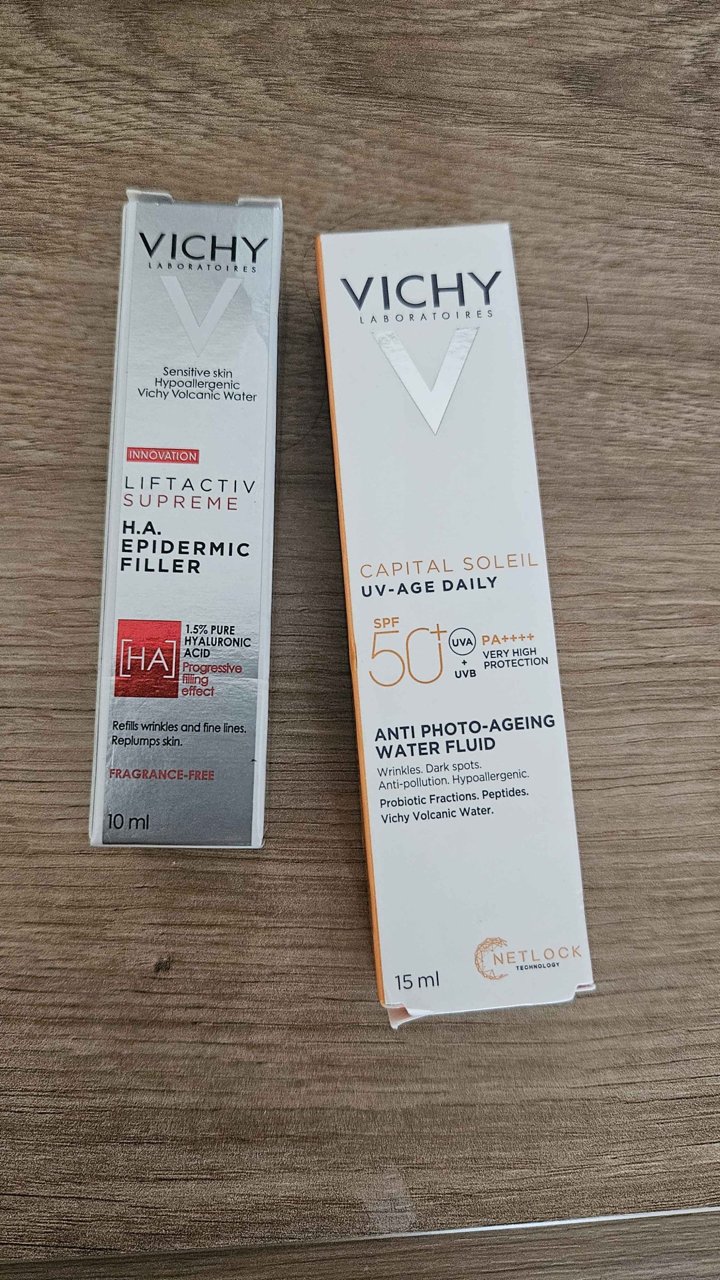 VICHY
LABORATOIRES
V
Sensitive skin
Hypoallergenic
Vichy Volcanic Water
INNOVATION
LIFTACTIV
SUPREME
H.A.
EPIDERMIC
FILLER
[HA]
1.5% PURE
HYALURONIC
ACID
Progressive
filling
effect
Refills wrinkles and fine lines.
Replumps skin.
FRAGRANCE-FREE
10 ml
VICHY
LABORATOIRES
V
CAPITAL SOLEIL
UV-AGE DAILY
SPF
50+
UVA
+
UVB
PA++++
VERY HIGH
PROTECTION
ANTI PHOTO-AGEING
WATER FLUID
Wrinkles. Dark spots.
Anti-pollution. Hypoallergenic.
Probiotic Fractions. Peptides.
Vichy Volcanic Water.
NETLOCK
TECHNOLOGY
15 ml